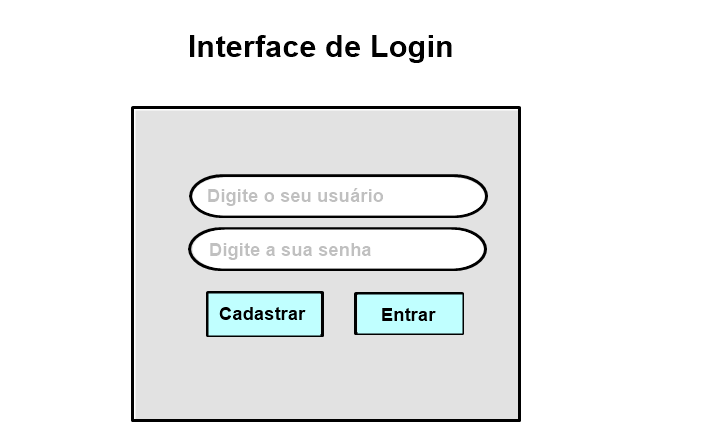 Interface de Login
Digite o seu usuário
Digite a sua senha
Cadastrar
Entrar